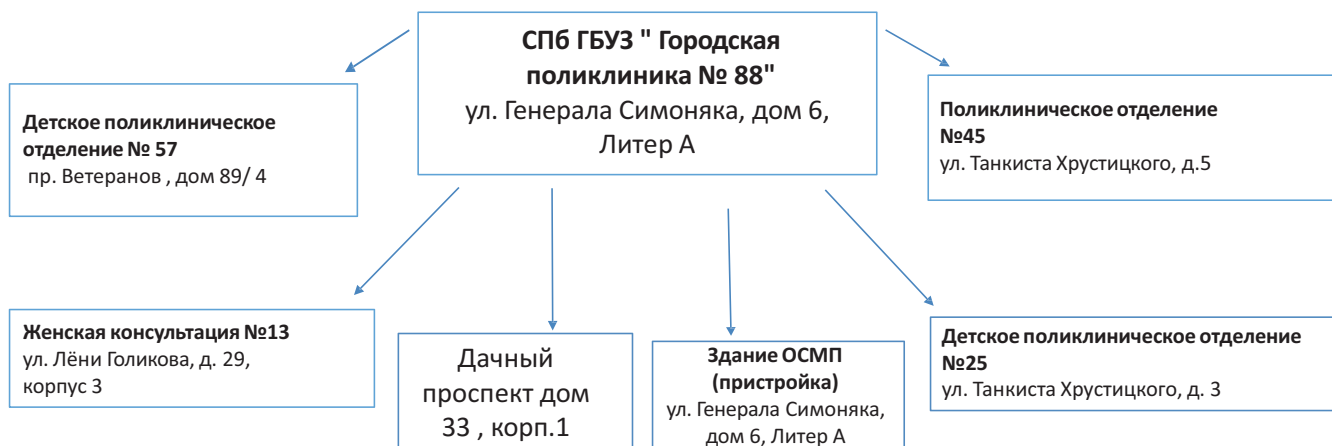 СПб ГБУЗ " Городская
поликлиника № 88"
ул. Генерала Симоняка, дом 6,
Литер А
Детское поликлиническое
отделение № 57
пр. Ветеранов , дом 89/ 4
Поликлиническое отделение
№45
ул. Танкиста Хрустицкого, д.5
Женская консультация №13
ул. Лёни Голикова, д. 29,
корпус 3
Дачный
проспект дом
33 , корп.1
Здание ОСМП
(пристройка)
ул. Генерала Симоняка,
дом 6, Литер А
Детское поликлиническое отделение
№25
ул. Танкиста Хрустицкого, д. 3